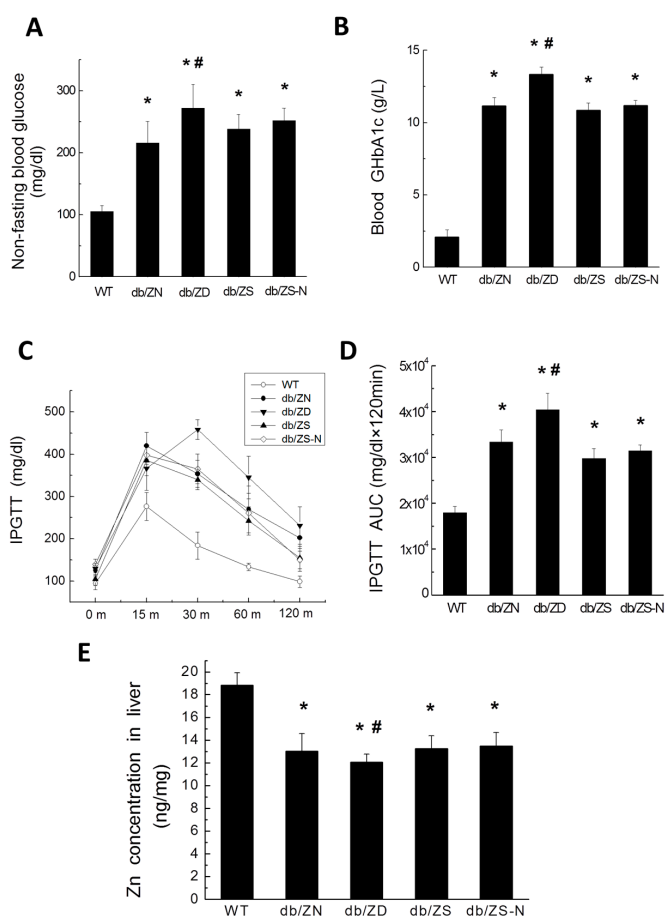 A
Non-fasting blood glucose
(mg/dl)
300
200
100
0
*
* #
*
*
WT db/ZN db/ZD db/ZS db/ZS-N
B
Blood GHbA1c (g/L)
15
10
5
0
*
* #
*
*
WT db/ZN db/ZD db/ZS db/ZS-N
C
IPGTT (mg/dl)
500
400
300
200
100
WT
db/ZN
db/ZD
db/ZS
db/ZS-N
0 m 15 m 30 m 60 m 120 m
D
IPGTT AUC (mg/dl×120min)
5x10⁴
4x10⁴
3x10⁴
2x10⁴
1x10⁴
0
*
* #
*
*
WT db/ZN db/ZD db/ZS db/ZS-N
E
Zn concentration in liver
(ng/mg)
20
18
16
14
12
10
8
6
4
2
0
*
* #
*
*
WT db/ZN db/ZD db/ZS db/ZS-N